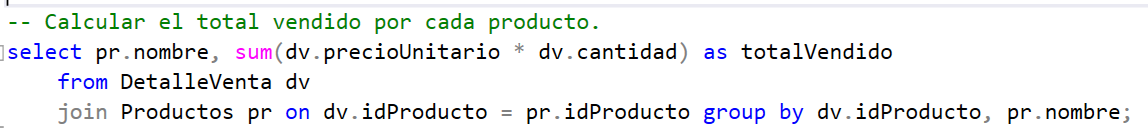 -- Calcular el total vendido por cada producto.
select pr.nombre, sum(dv.precioUnitario * dv.cantidad) as totalVendido
from DetalleVenta dv
join Productos pr on dv.idProducto = pr.idProducto group by dv.idProducto, pr.nombre;